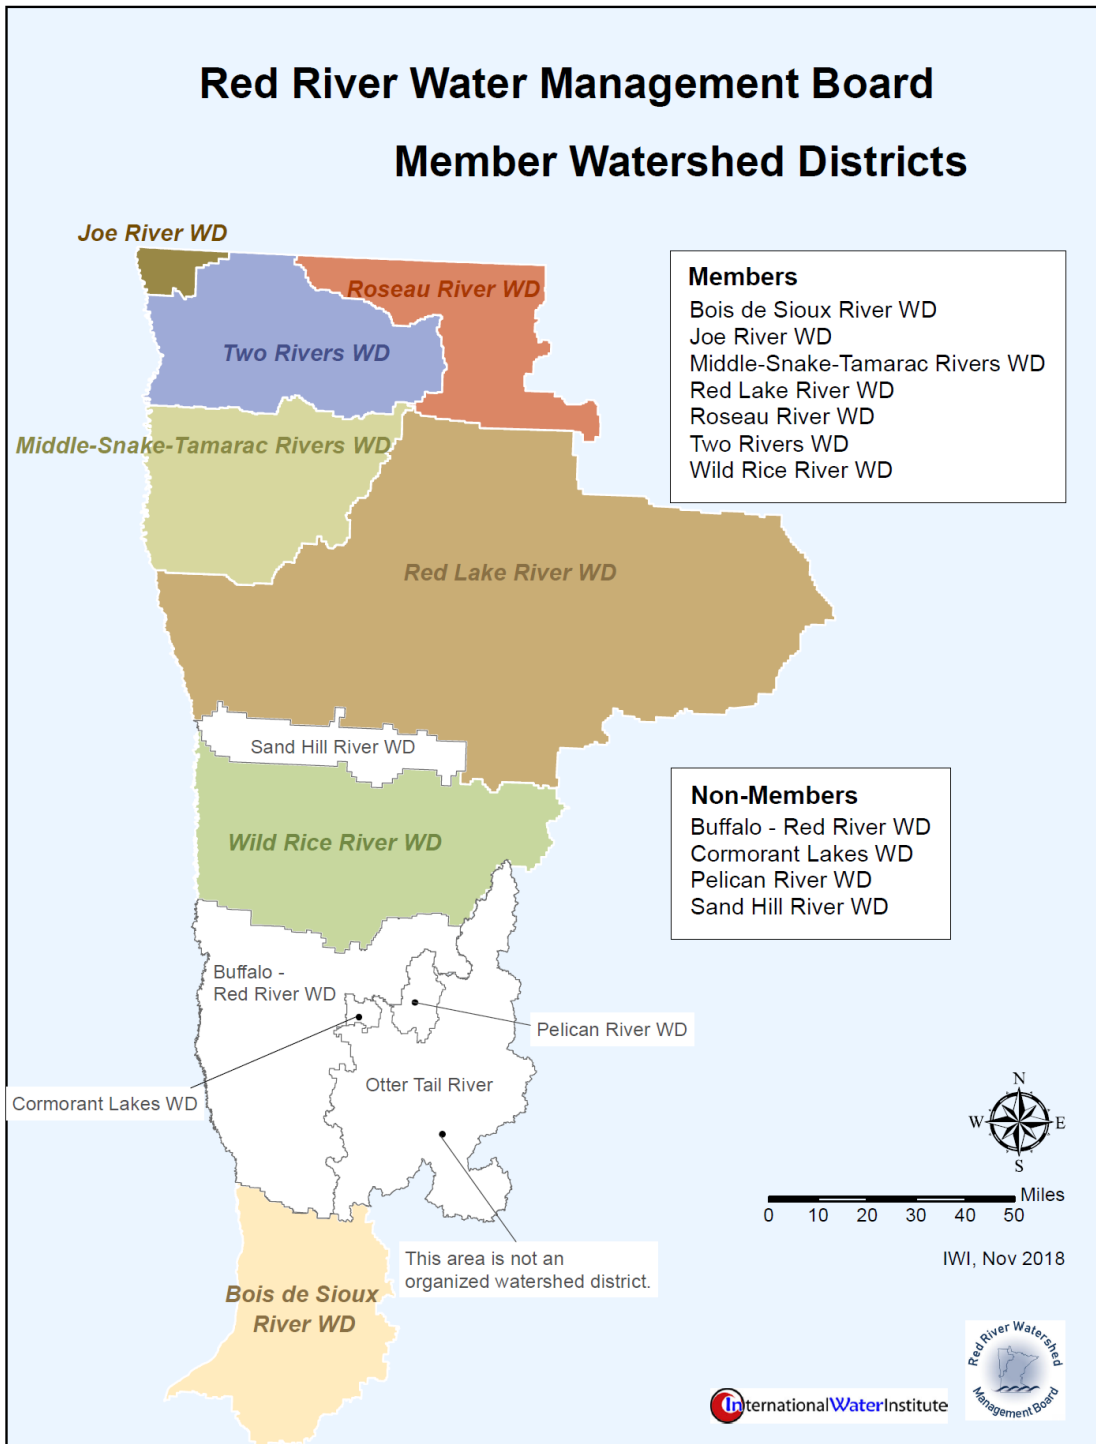 Red River Water Management Board
Member Watershed Districts
Joe River WD
Roseau River WD
Two Rivers WD
Middle-Snake-Tamarac Rivers WD
Red Lake River WD
Sand Hill River WD
Wild Rice River WD
Buffalo -
Red River WD
Pelican River WD
Otter Tail River
Cormorant Lakes WD
This area is not an
organized watershed district.
Bois de Sioux
River WD
Members
Bois de Sioux River WD
Joe River WD
Middle-Snake-Tamarac Rivers WD
Red Lake River WD
Roseau River WD
Two Rivers WD
Wild Rice River WD
Non-Members
Buffalo - Red River WD
Cormorant Lakes WD
Pelican River WD
Sand Hill River WD
N
W E
S
Miles
0 10 20 30 40 50
IWI, Nov 2018
InternationalWaterInstitute
Red River Watershed
Management Board